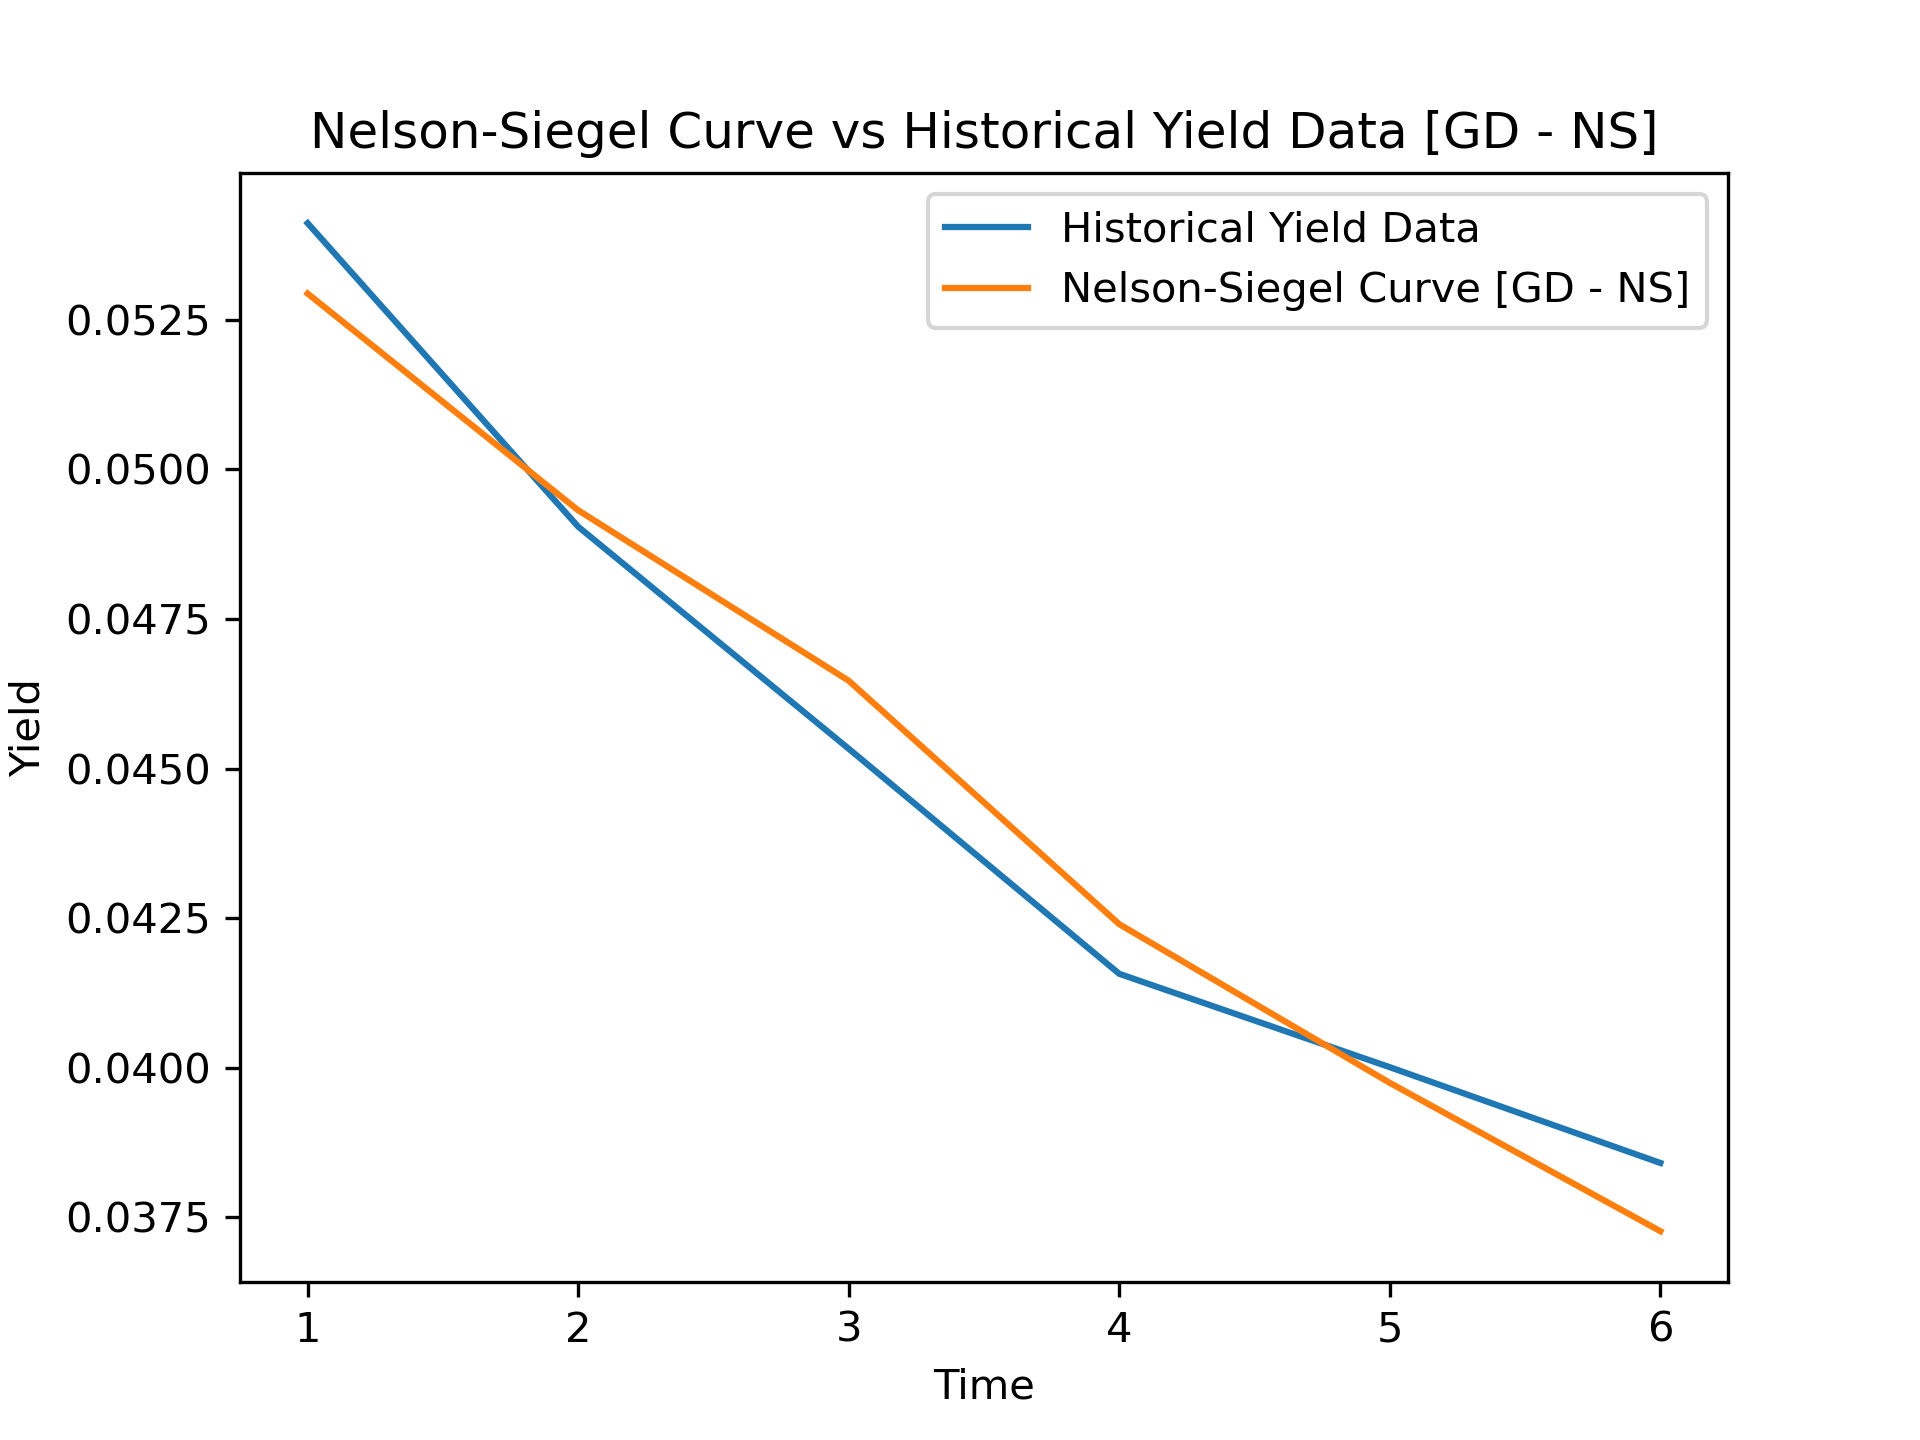 Nelson-Siegel Curve vs Historical Yield Data [GD - NS]
Historical Yield Data
Nelson-Siegel Curve [GD - NS]
0.0525
0.0500
0.0475
0.0450
0.0425
0.0400
0.0375
Yield
1 2 3 4 5 6
Time